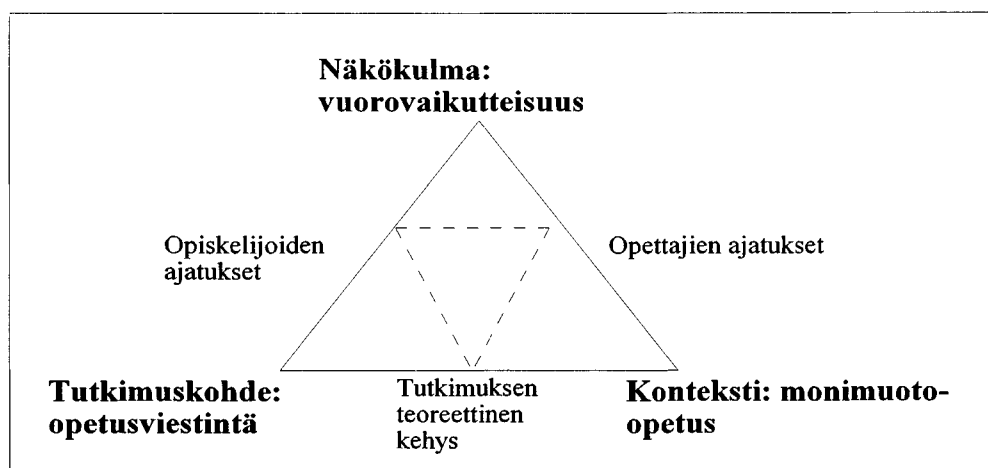 Näkökulma:
vuorovaikutteisuus
Opiskelijoiden
ajatukset
Opettajien ajatukset
Tutkimuskohde:
opetusviestintä
Tutkimuksen
teoreettinen
kehys
Konteksti: monimuoto-
opetus